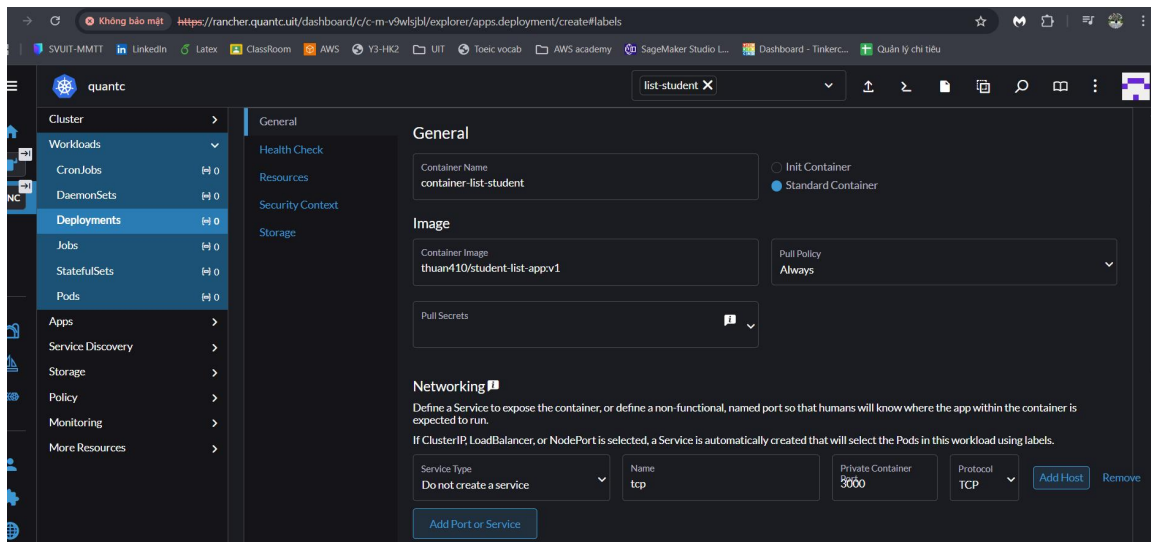 Không bảo mật https://rancher.quantc.uit/dashboard/c/c-m-v9wlsjbl/explorer/apps.deployment/create#labels
SVUIT-MMTT LinkedIn Latex ClassRoom AWS Y3-HK2 UIT Toeic vocab AWS academy SageMaker Studio L... Dashboard - Tinkerc... Quản lý chi tiêu
quantc
list-student
NC
Cluster
Workloads
CronJobs 0
DaemonSets 0
Deployments 0
Jobs 0
StatefulSets 0
Pods 0
Apps
Service Discovery
Storage
Policy
Monitoring
More Resources
General
Health Check
Resources
Security Context
Storage
General
Container Name
container-list-student
Init Container
Standard Container
Image
Container Image
thuan410/student-list-app:v1
Pull Policy
Always
Pull Secrets
Networking
Define a Service to expose the container, or define a non-functional, named port so that humans will know where the app within the container is
expected to run.
If ClusterIP, LoadBalancer, or NodePort is selected, a Service is automatically created that will select the Pods in this workload using labels.
Service Type
Do not create a service
Name
tcp
Private Container
Port
3000
Protocol
TCP
Add Host
Remove
Add Port or Service